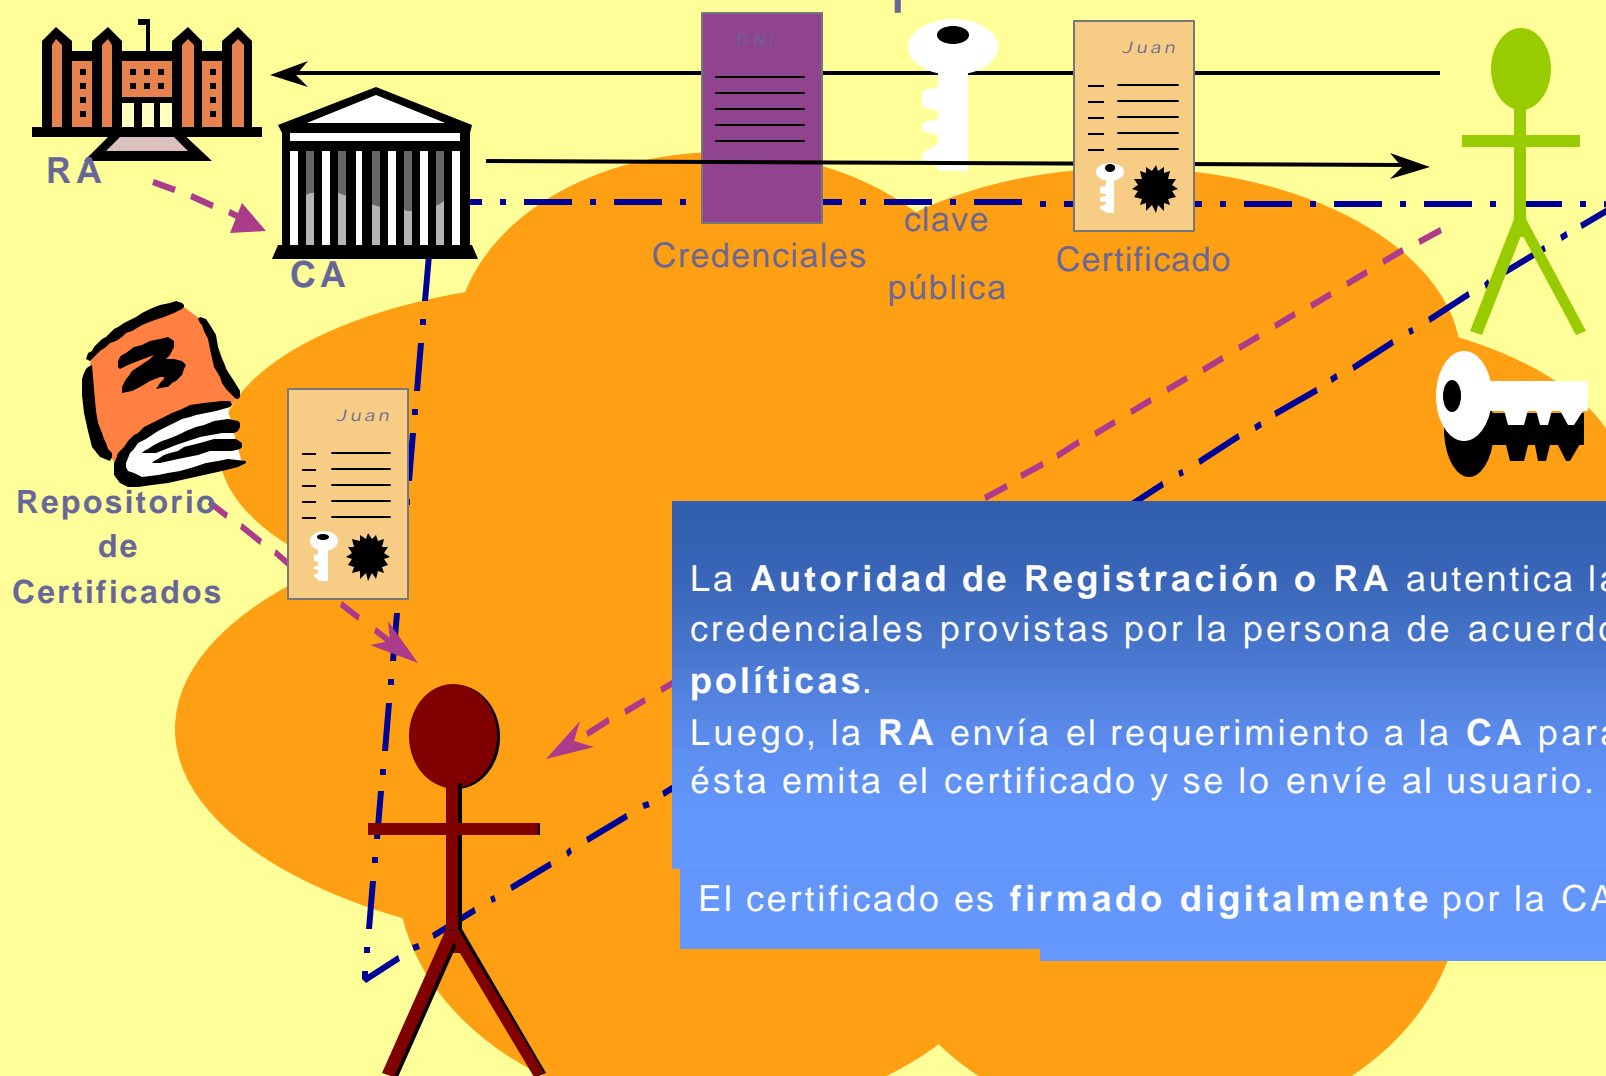 DNI
Juan
RA
clave
Credenciales
Certificado
CA
pública
Juan
Repositorio
de
Certificados
La Autoridad de Registración o RA autentica la
credenciales provistas por la persona de acuerdo
políticas.
Luego, la RA envía el requerimiento a la CA para
ésta emita el certificado y se lo envíe al usuario.
El certificado es firmado digitalmente por la CA